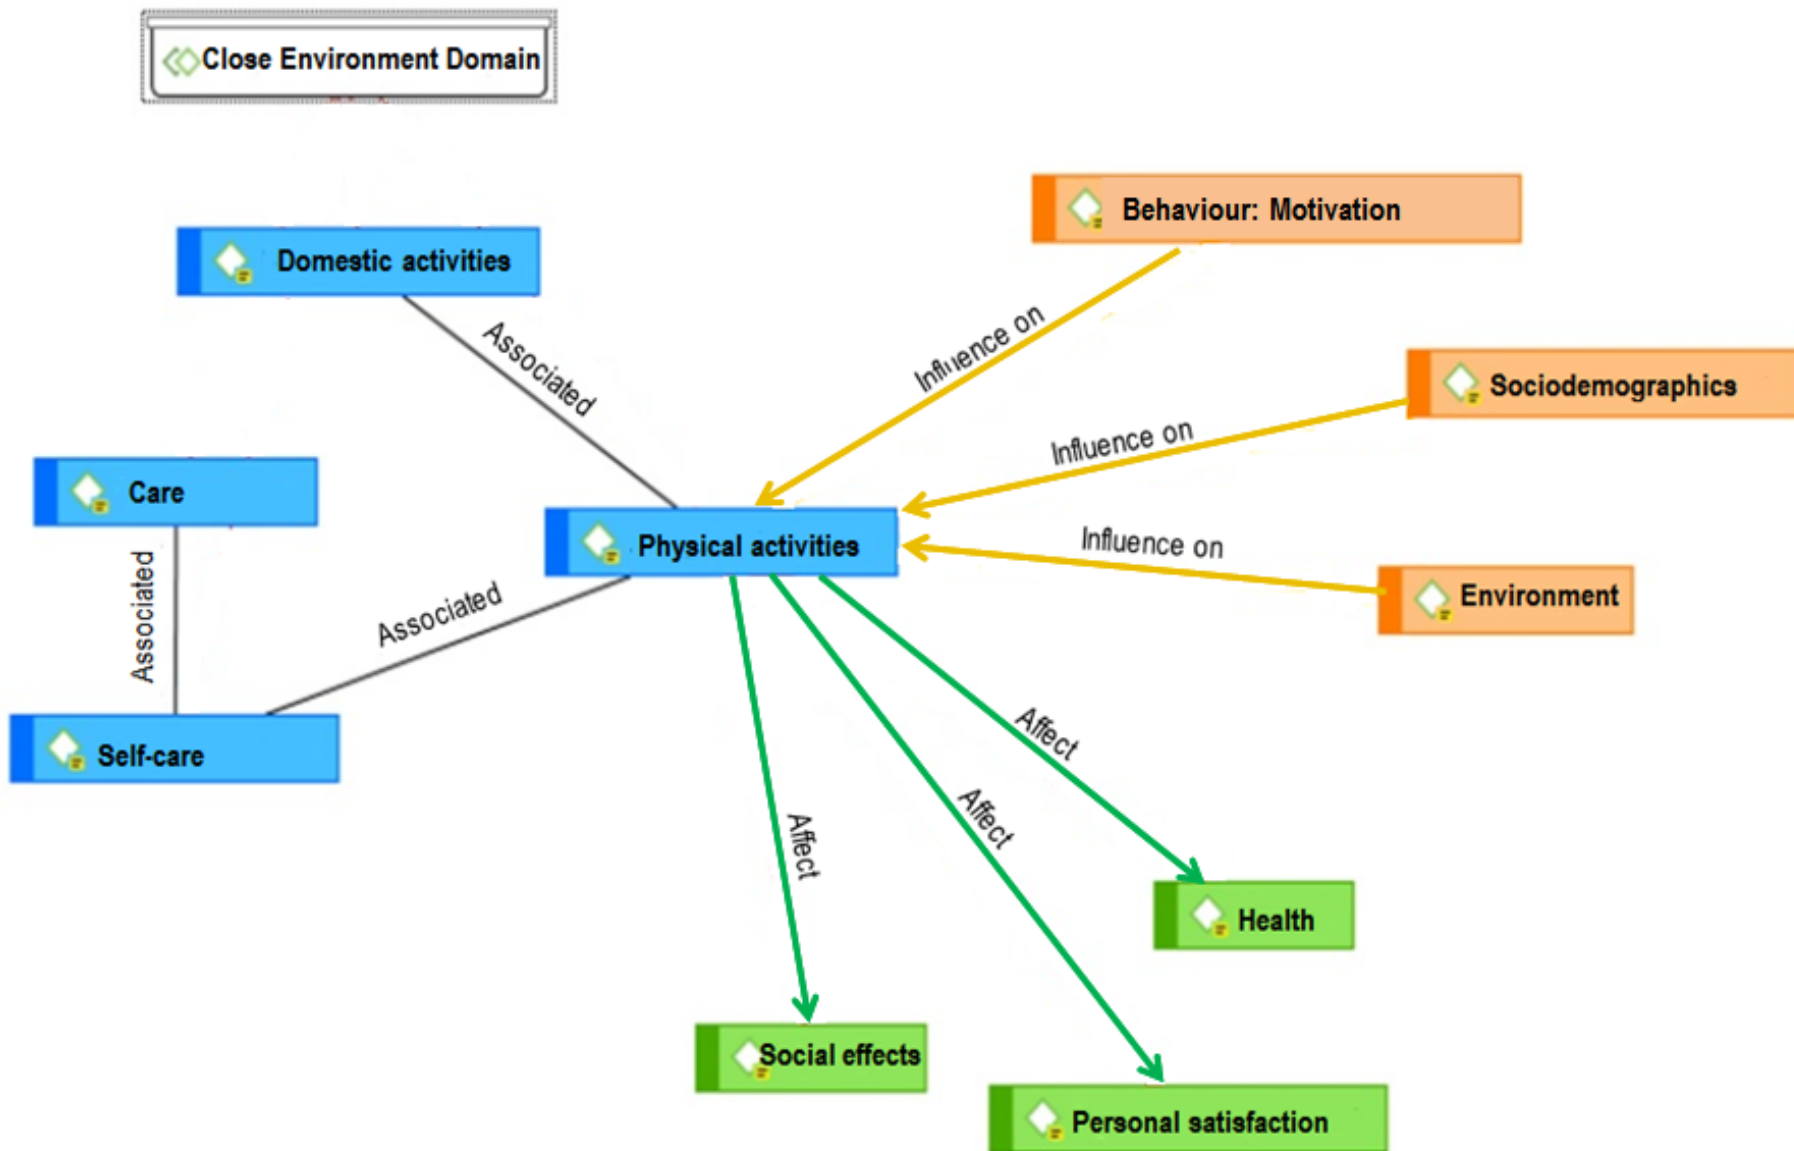 Close Environment Domain
Behaviour: Motivation
Domestic activities
Influence on
Associated
Sociodemographics
Influence on
Care
Physical activities
Influence on
Environment
Associated
Associated
Self-care
Affect
Affect
Affect
Health
Social effects
Personal satisfaction